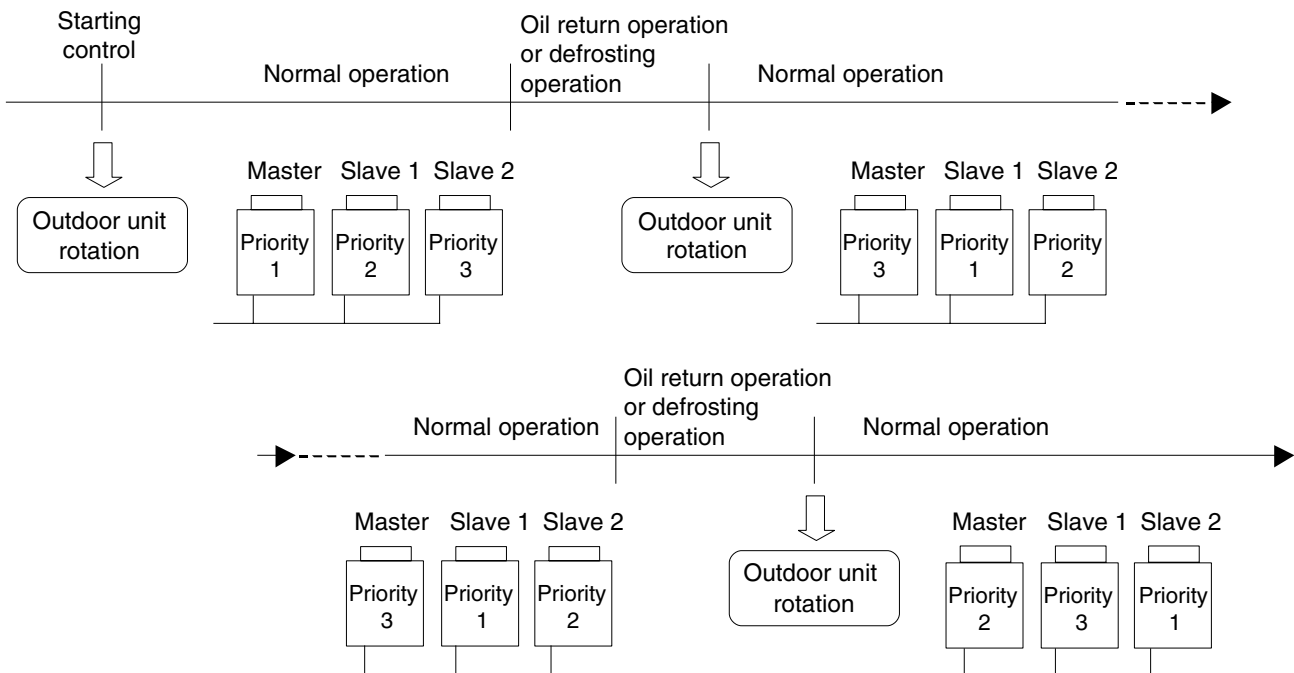 Starting
control
Normal operation
Oil return operation
or defrosting
operation
Normal operation
Outdoor unit
rotation
Master Slave 1 Slave 2
Priority
1
Priority
2
Priority
3
Outdoor unit
rotation
Master Slave 1 Slave 2
Priority
3
Priority
1
Priority
2
Normal operation
Oil return operation
or defrosting
operation
Normal operation
Master Slave 1 Slave 2
Priority
3
Priority
1
Priority
2
Outdoor unit
rotation
Master Slave 1 Slave 2
Priority
2
Priority
3
Priority
1